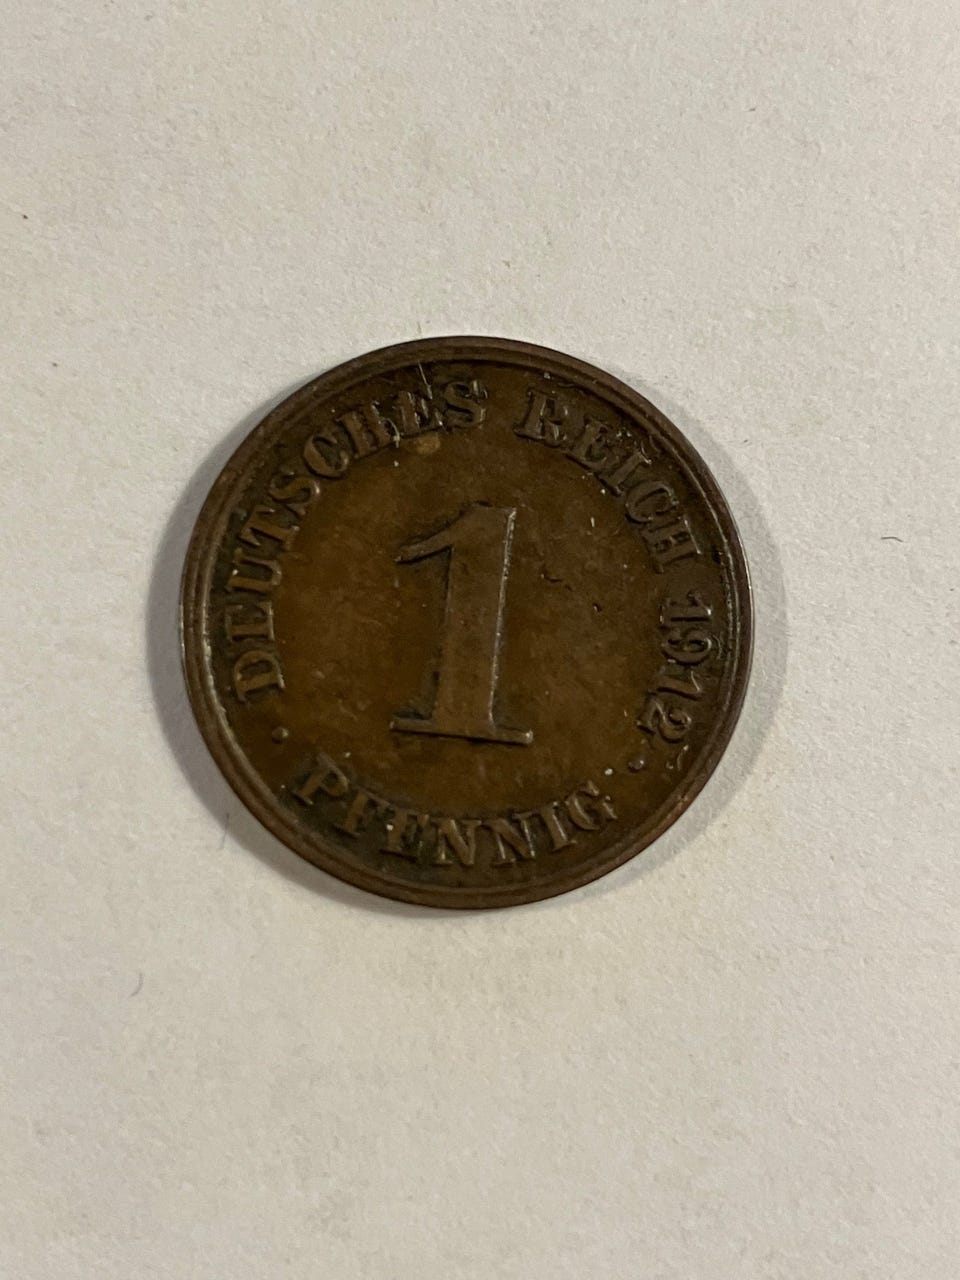 DEUTSCHES REICH 1912
1
PFENNIG